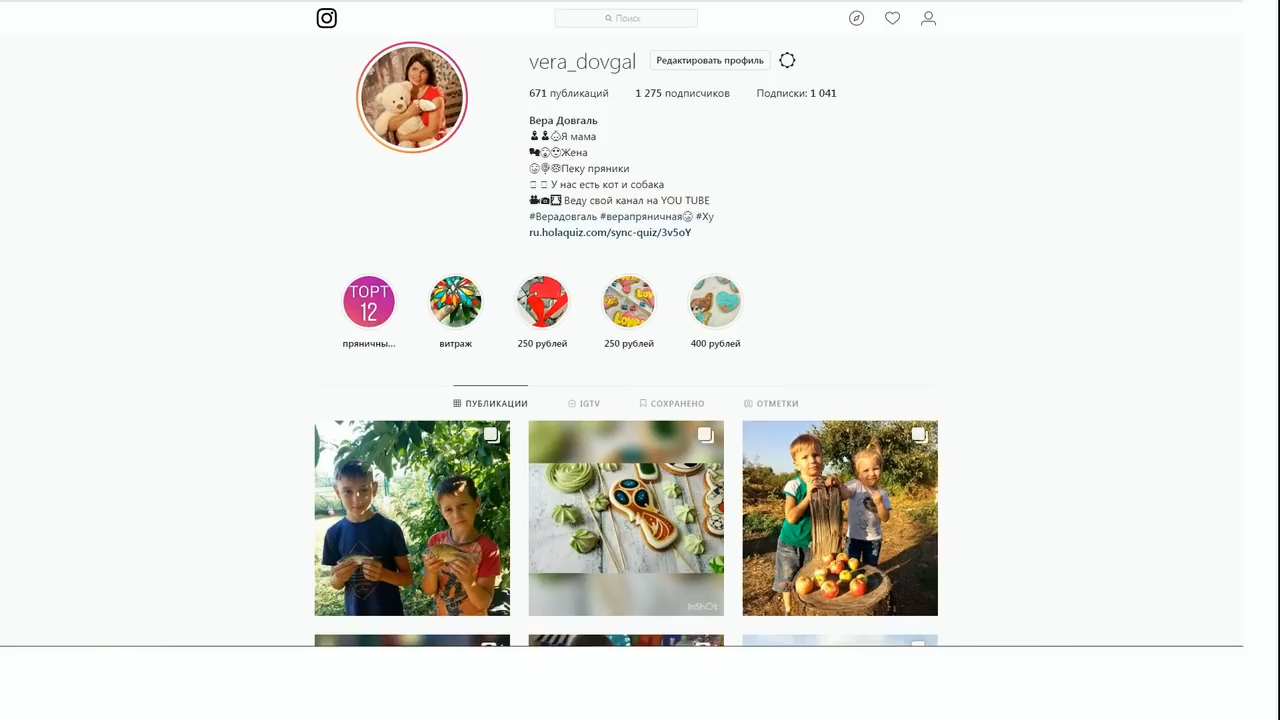 Поиск
vera_dovgal Редактировать профиль
671 публикаций 1 275 подписчиков Подписки: 1 041
Вера Довгаль
Я мама
Жена
Пеку пряники
У нас есть кот и собака
Веду свой канал на YOU TUBE
#Верадовгаль #верапряничная😋 #Ху
ru.holaquiz.com/sync-quiz/3v5oY
ТОРТ
12
пряничны... витраж 250 рублей 250 рублей 400 рублей
ПУБЛИКАЦИИ IGTV СОХРАНЕНО ОТМЕТКИ
InShOt